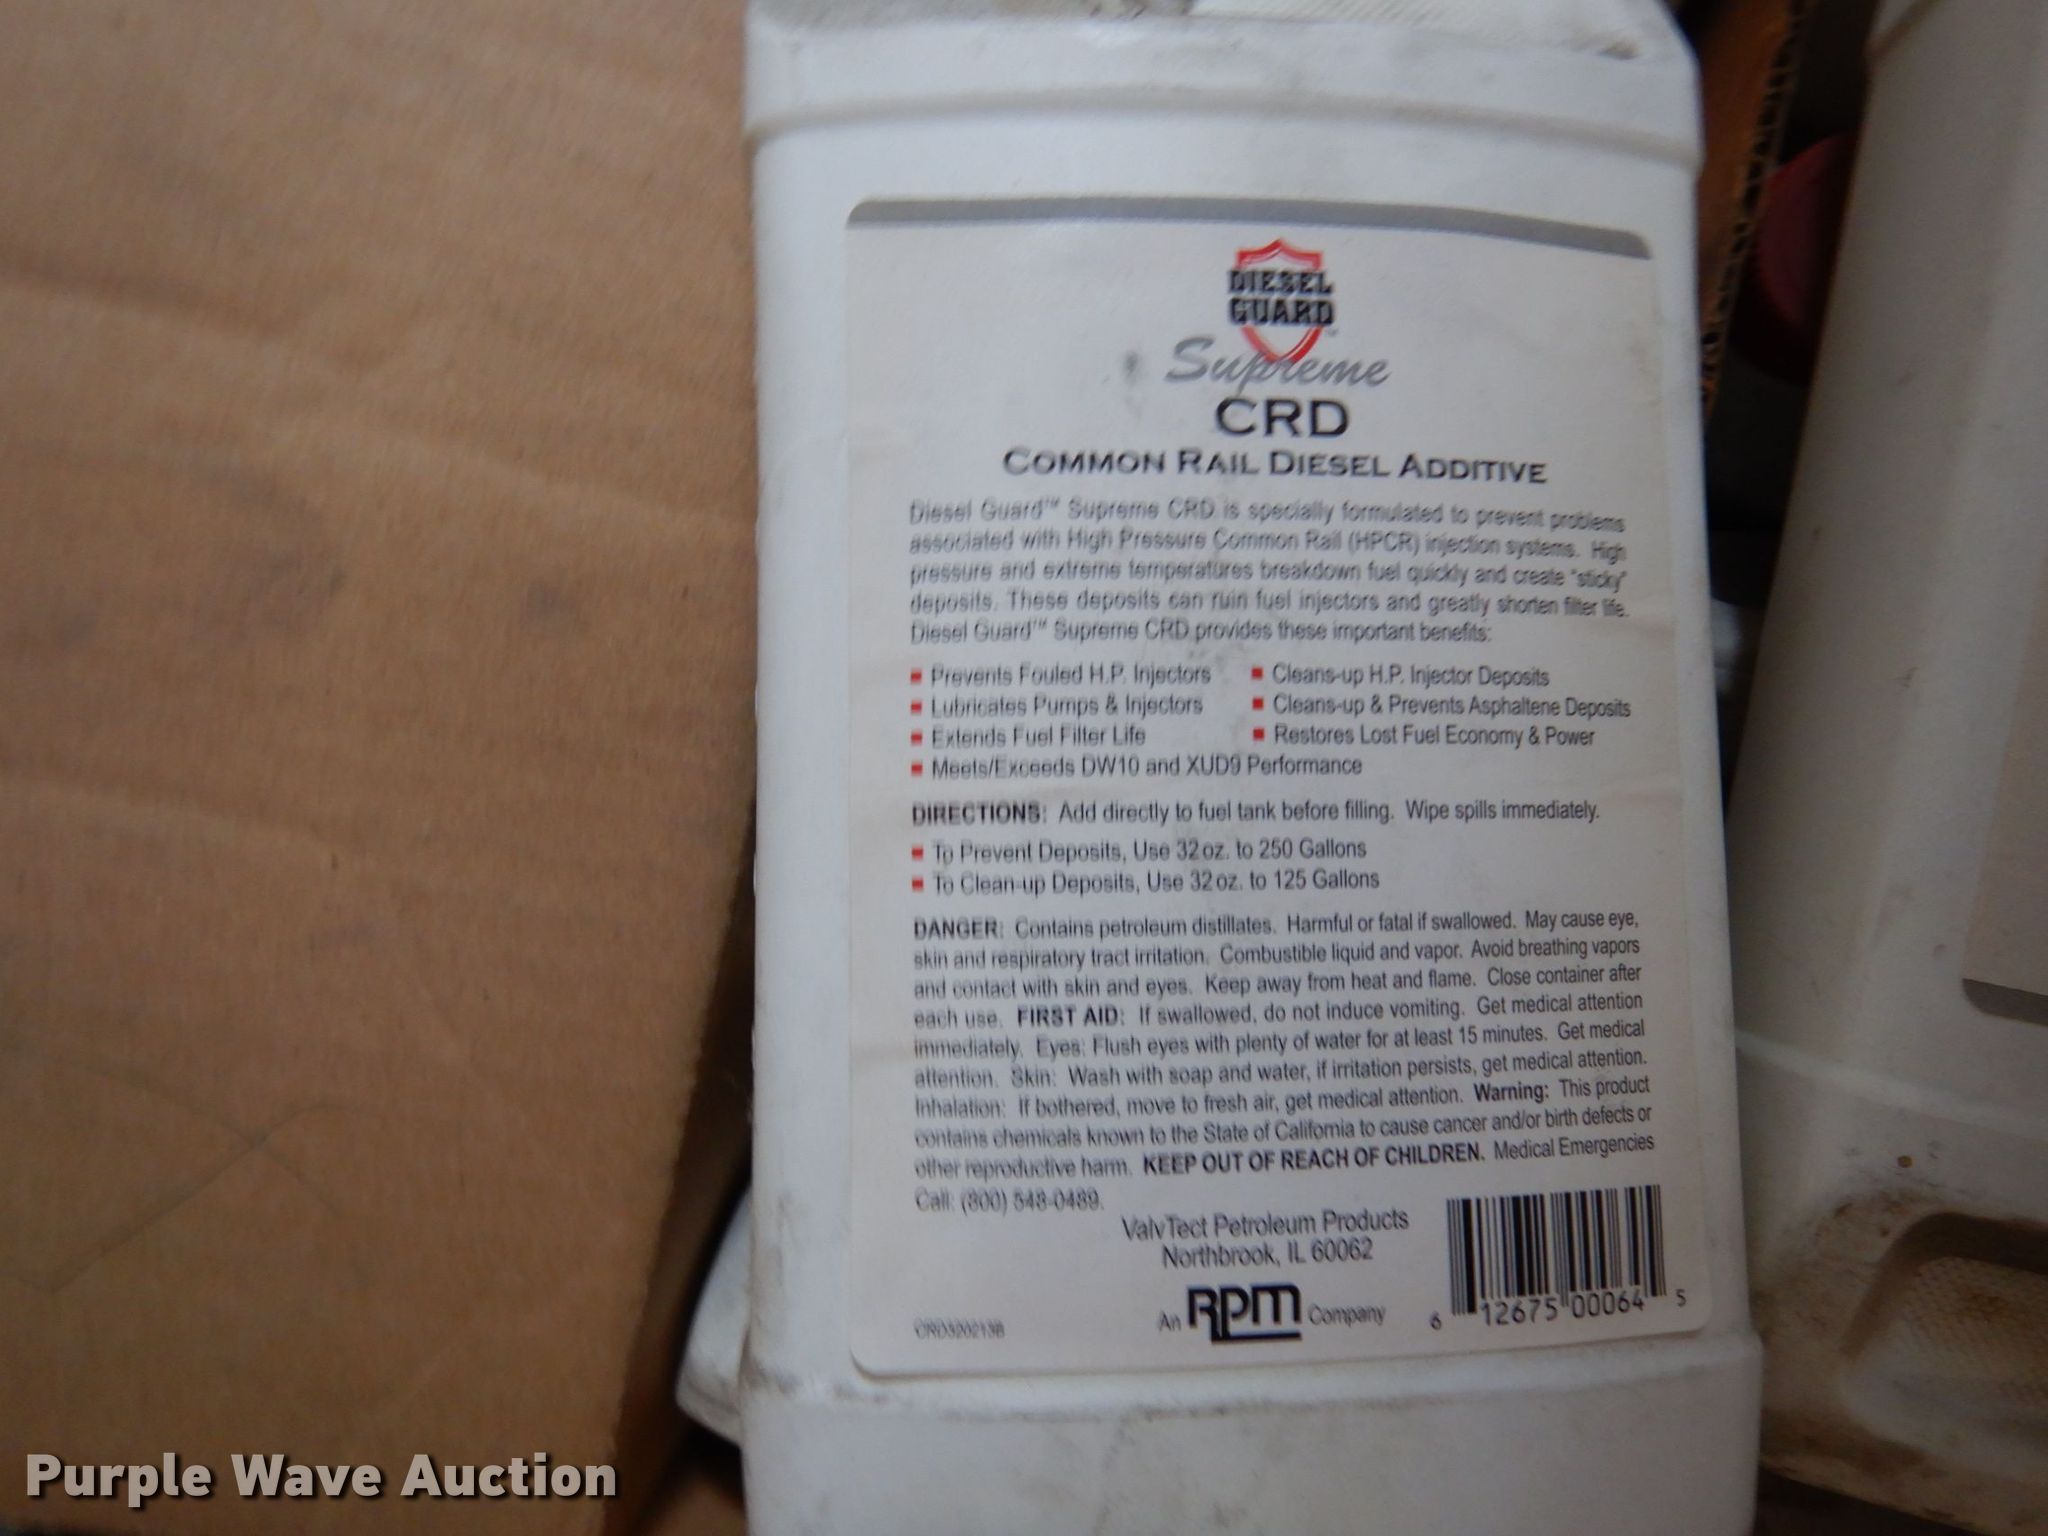 DIESEL
GUARD™
Supreme
CRD
COMMON RAIL DIESEL ADDITIVE
Diesel Guard™ Supreme CRD is specially formulated to prevent problems
associated with High Pressure Common Rail (HPCR) injection systems. High
pressure and extreme temperatures breakdown fuel quickly and create "sticky"
deposits. These deposits can ruin fuel injectors and greatly shorten filter life.
Diesel Guard™ Supreme CRD provides these important benefits:
▪ Prevents Fouled H.P. Injectors ▪ Cleans-up H.P. Injector Deposits
▪ Lubricates Pumps & Injectors ▪ Cleans-up & Prevents Asphaltene Deposits
▪ Extends Fuel Filter Life ▪ Restores Lost Fuel Economy & Power
▪ Meets/Exceeds DW10 and XUD9 Performance
DIRECTIONS: Add directly to fuel tank before filling. Wipe spills immediately.
▪ To Prevent Deposits, Use 32 oz. to 250 Gallons
▪ To Clean-up Deposits, Use 32 oz. to 125 Gallons
DANGER: Contains petroleum distillates. Harmful or fatal if swallowed. May cause eye,
skin and respiratory tract irritation. Combustible liquid and vapor. Avoid breathing vapors
and contact with skin and eyes. Keep away from heat and flame. Close container after
each use. FIRST AID: If swallowed, do not induce vomiting. Get medical attention
immediately. Eyes: Flush eyes with plenty of water for at least 15 minutes. Get medical
attention. Skin: Wash with soap and water, if irritation persists, get medical attention.
Inhalation: If bothered, move to fresh air, get medical attention. Warning: This product
contains chemicals known to the State of California to cause cancer and/or birth defects or
other reproductive harm. KEEP OUT OF REACH OF CHILDREN. Medical Emergencies
Call: (800) 548-0489.
ValvTect Petroleum Products
Northbrook, IL 60062
An RPM Company
CRD320213B
6 12675 00064 5
Purple Wave Auction